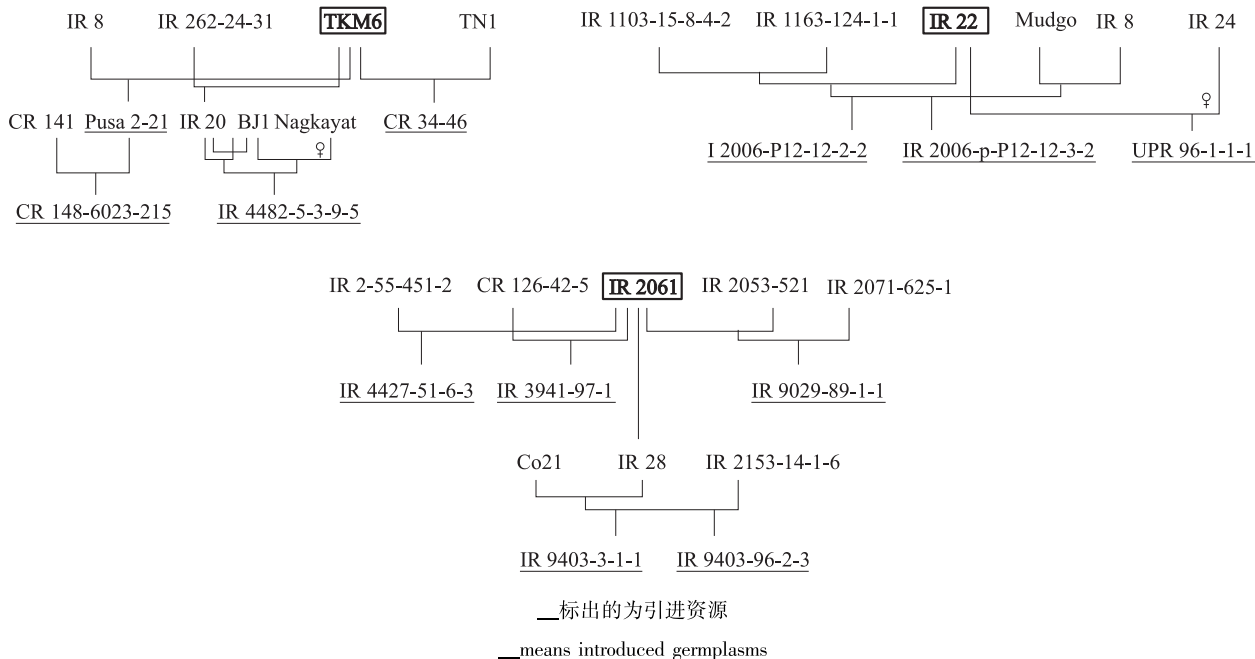 IR 8 IR 262-24-31 TKM6 TN1
CR 141 Pusa 2-21 IR 20 BJ1 Nagkayat CR 34-46
♀
CR 148-6023-215 IR 4482-5-3-9-5
IR 1103-15-8-4-2 IR 1163-124-1-1 IR 22 Mudgo IR 8 IR 24
♀
I 2006-P12-12-2-2 IR 2006-p-P12-12-3-2 UPR 96-1-1-1
IR 2-55-451-2 CR 126-42-5 IR 2061 IR 2053-521 IR 2071-625-1
IR 4427-51-6-3 IR 3941-97-1 IR 9029-89-1-1
Co21 IR 28 IR 2153-14-1-6
IR 9403-3-1-1 IR 9403-96-2-3
__标出的为引进资源
__means introduced germplasms